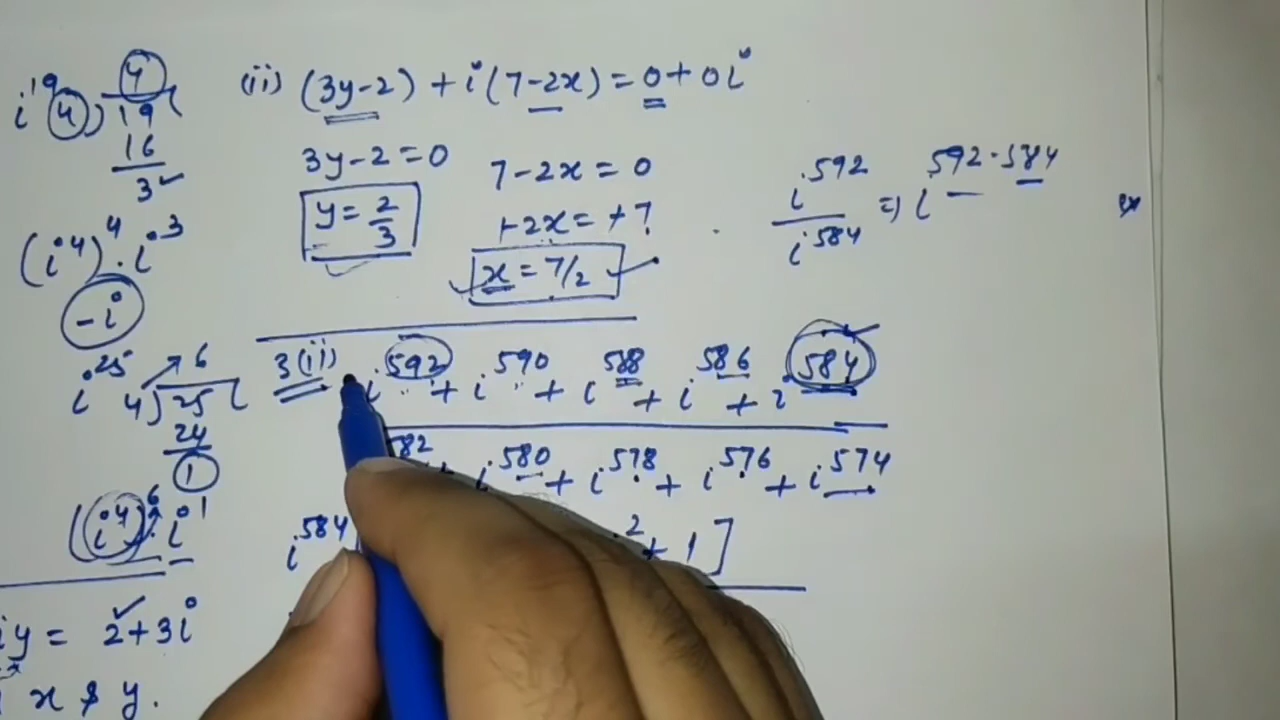 i^19
4
4) 19 (
16
3 ✓
(i^4)^4 . i^3
-i
i^25
6
4) 25 (
24
1
(i^4)^6 . i^1
iy = 2+3i
x & y.
(ii) (3y-2) + i(7-2x) = 0 + 0i
3y-2 = 0
y = 2/3
7-2x = 0
+2x = +7
x = 7/2
i^592 / i^584 => i^592-584
3(ii) i^592 + i^590 + i^588 + i^586 + i^584
582 + i^580 + i^578 + i^576 + i^574
i^584
2 + 1]